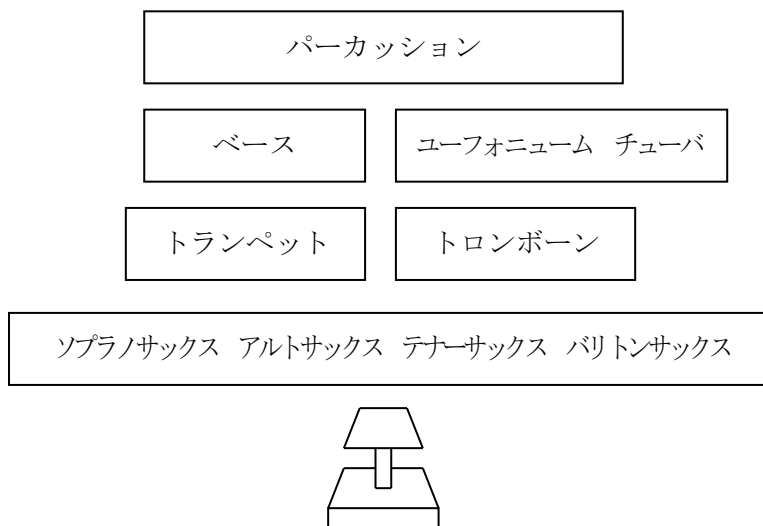 パーカッション
ベース
ユーフォニューム チューバ
トランペット
トロンボーン
ソプラノサックス アルトサックス テナーサックス バリトンサックス